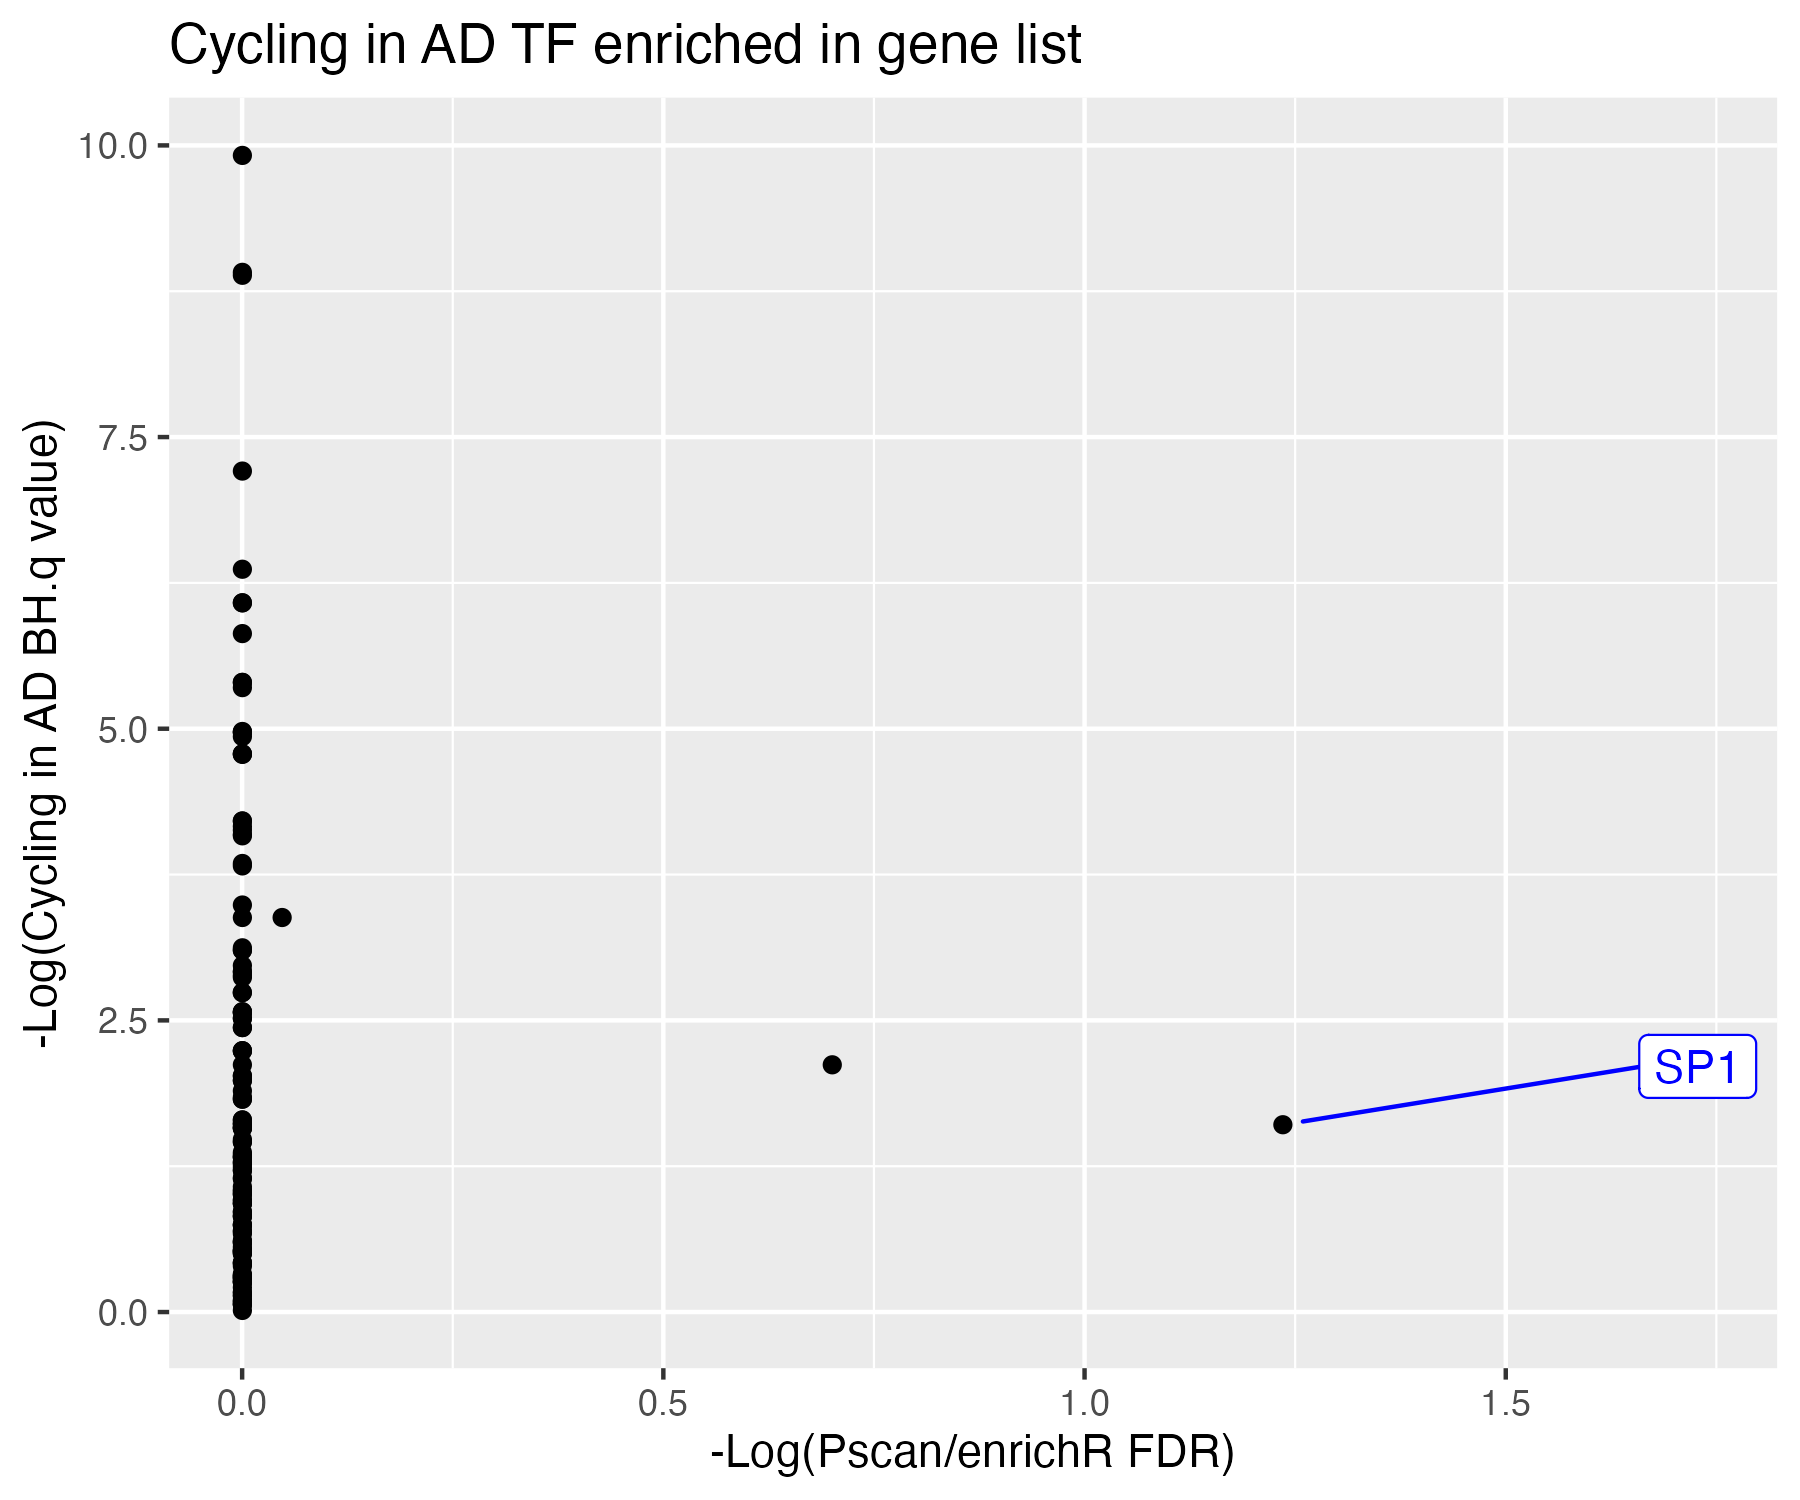 Cycling in AD TF enriched in gene list
-Log(Cycling in AD BH.q value)
10.0
7.5
5.0
2.5
0.0
SP1
0.0
0.5
1.0
1.5
-Log(Pscan/enrichR FDR)